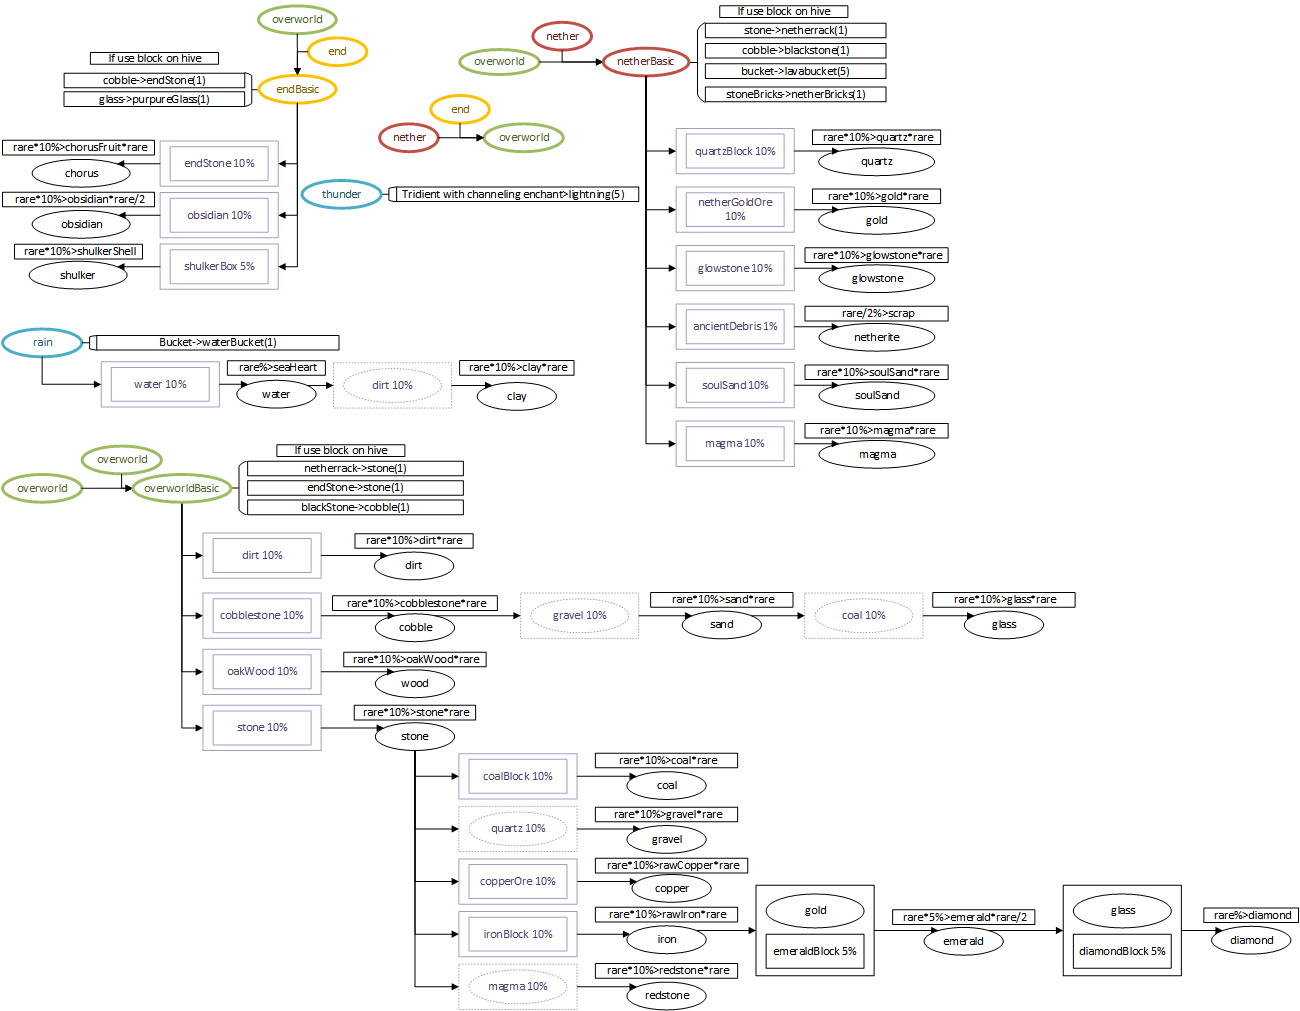 overworld
end
If use block on hive
cobble->endStone(1)
glass->purpureGlass(1)
endBasic
rare*10%>chorusFruit*rare
chorus
endStone 10%
rare*10%>obsidian*rare/2
obsidian
obsidian 10%
rare*10%>shulkerShell
shulker
shulkerBox 5%
If use block on hive
nether
overworld
netherBasic
stone->netherrack(1)
cobble->blackstone(1)
bucket->lavabucket(5)
stoneBricks->netherBricks(1)
end
nether
overworld
thunder
Tridient with channeling enchant>lightning(5)
quartzBlock 10%
rare*10%>quartz*rare
quartz
netherGoldOre
10%
rare*10%>gold*rare
gold
glowstone 10%
rare*10%>glowstone*rare
glowstone
ancientDebris 1%
rare/2%>scrap
netherite
soulSand 10%
rare*10%>soulSand*rare
soulSand
magma 10%
rare*10%>magma*rare
magma
rain
Bucket->waterBucket(1)
water 10%
rare%>seaHeart
water
dirt 10%
rare*10%>clay*rare
clay
overworld
overworld
overworldBasic
If use block on hive
netherrack->stone(1)
endStone->stone(1)
blackStone->cobble(1)
dirt 10%
rare*10%>dirt*rare
dirt
cobblestone 10%
rare*10%>cobblestone*rare
cobble
gravel 10%
rare*10%>sand*rare
sand
coal 10%
rare*10%>glass*rare
glass
oakWood 10%
rare*10%>oakWood*rare
wood
stone 10%
rare*10%>stone*rare
stone
coalBlock 10%
rare*10%>coal*rare
coal
quartz 10%
rare*10%>gravel*rare
gravel
copperOre 10%
rare*10%>rawCopper*rare
copper
ironBlock 10%
rare*10%>rawIron*rare
iron
gold
emeraldBlock 5%
rare*5%>emerald*rare/2
emerald
glass
diamondBlock 5%
rare%>diamond
diamond
magma 10%
rare*10%>redstone*rare
redstone